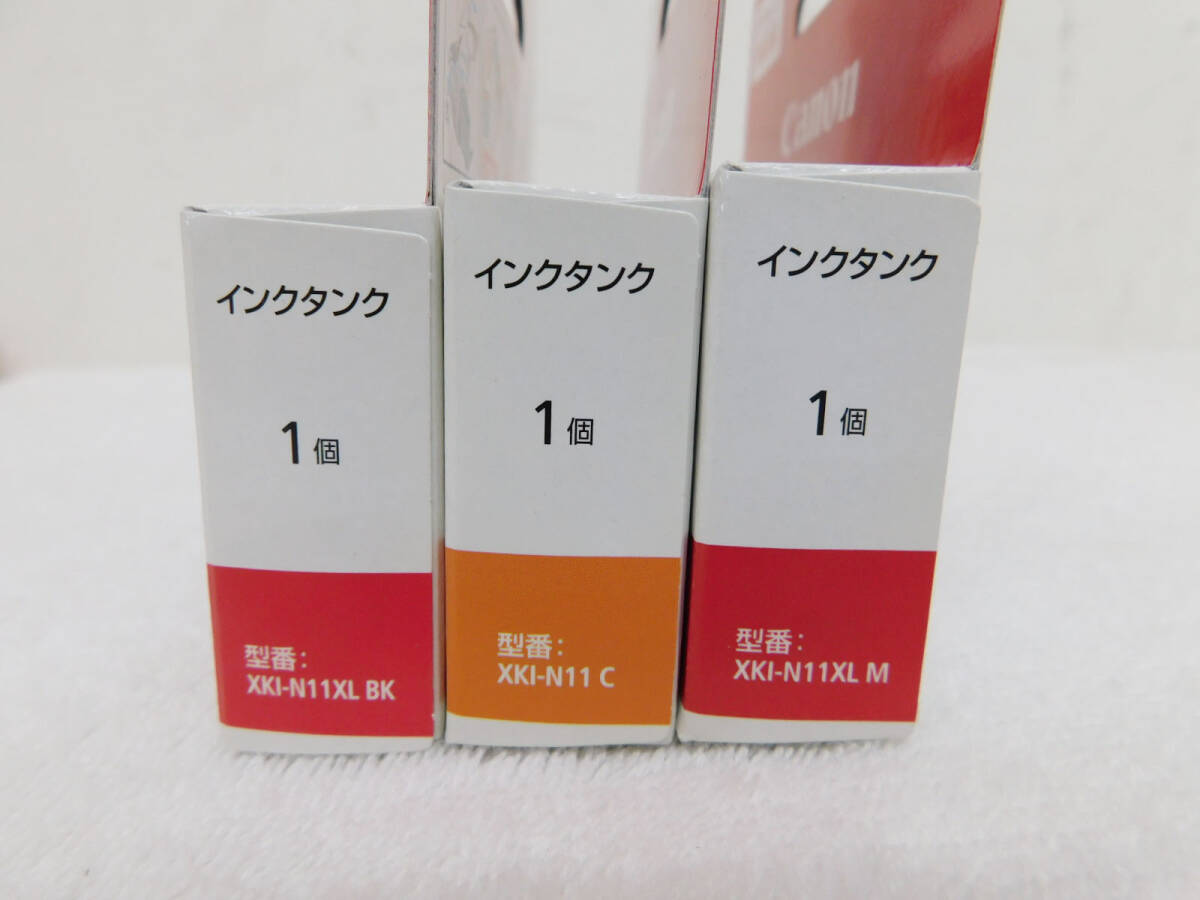 Canon
インクタンク
1個
型番:
XKI-N11XL BK
インクタンク
1個
型番:
XKI-N11 C
インクタンク
1個
型番:
XKI-N11XL M